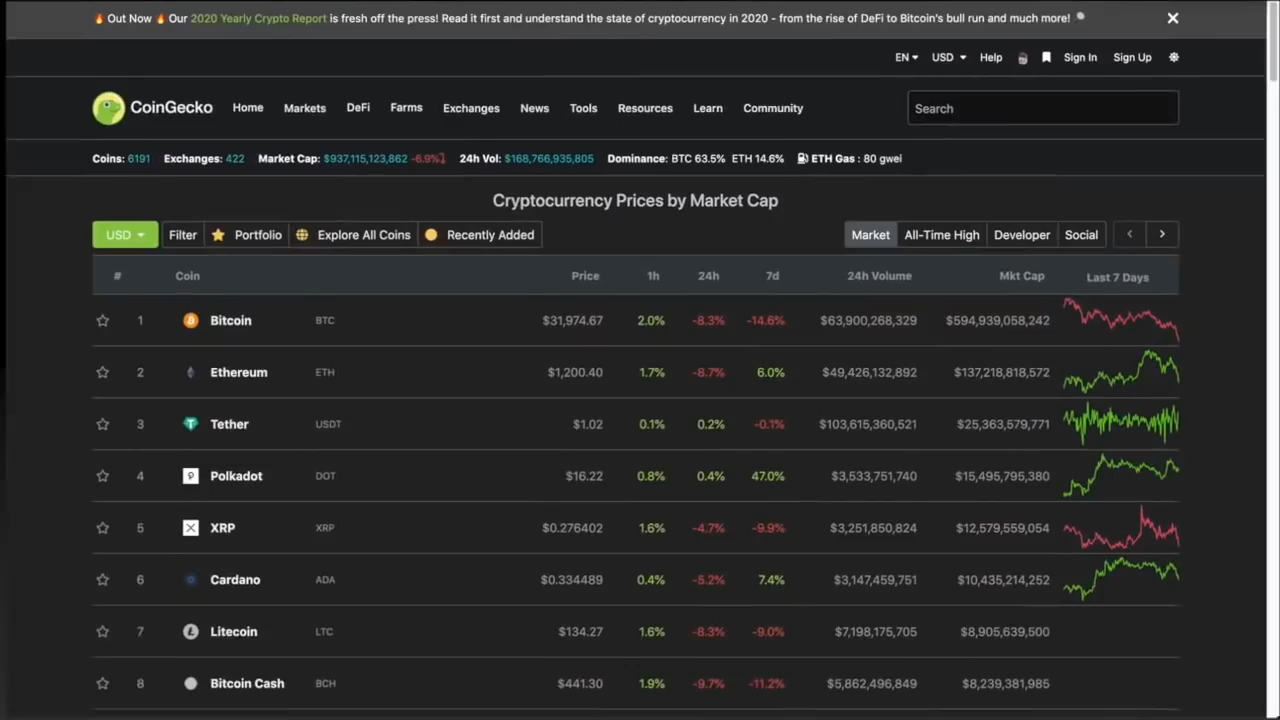 Out Now Our 2020 Yearly Crypto Report is fresh off the press! Read it first and understand the state of cryptocurrency in 2020 - from the rise of DeFi to Bitcoin's bull run and much more!
EN USD Help Sign In Sign Up
CoinGecko Home Markets DeFi Farms Exchanges News Tools Resources Learn Community Search
Coins: 6191 Exchanges: 422 Market Cap: $937,115,123,862 -6.9% 24h Vol: $168,766,935,805 Dominance: BTC 63.5% ETH 14.6% ETH Gas : 80 gwei
Cryptocurrency Prices by Market Cap
USD Filter Portfolio Explore All Coins Recently Added Market All-Time High Developer Social
# Coin Price 1h 24h 7d 24h Volume Mkt Cap Last 7 Days
1 Bitcoin BTC $31,974.67 2.0% -8.3% -14.6% $63,900,268,329 $594,939,058,242
2 Ethereum ETH $1,200.40 1.7% -8.7% 6.0% $49,426,132,892 $137,218,818,572
3 Tether USDT $1.02 0.1% 0.2% -0.1% $103,615,360,521 $25,363,579,771
4 Polkadot DOT $16.22 0.8% 0.4% 47.0% $3,533,751,740 $15,495,795,380
5 XRP XRP $0.276402 1.6% -4.7% -9.9% $3,251,850,824 $12,579,559,054
6 Cardano ADA $0.334489 0.4% -5.2% 7.4% $3,147,459,751 $10,435,214,252
7 Litecoin LTC $134.27 1.6% -8.3% -9.0% $7,198,175,705 $8,905,639,500
8 Bitcoin Cash BCH $441.30 1.9% -9.7% -11.2% $5,862,496,849 $8,239,381,985